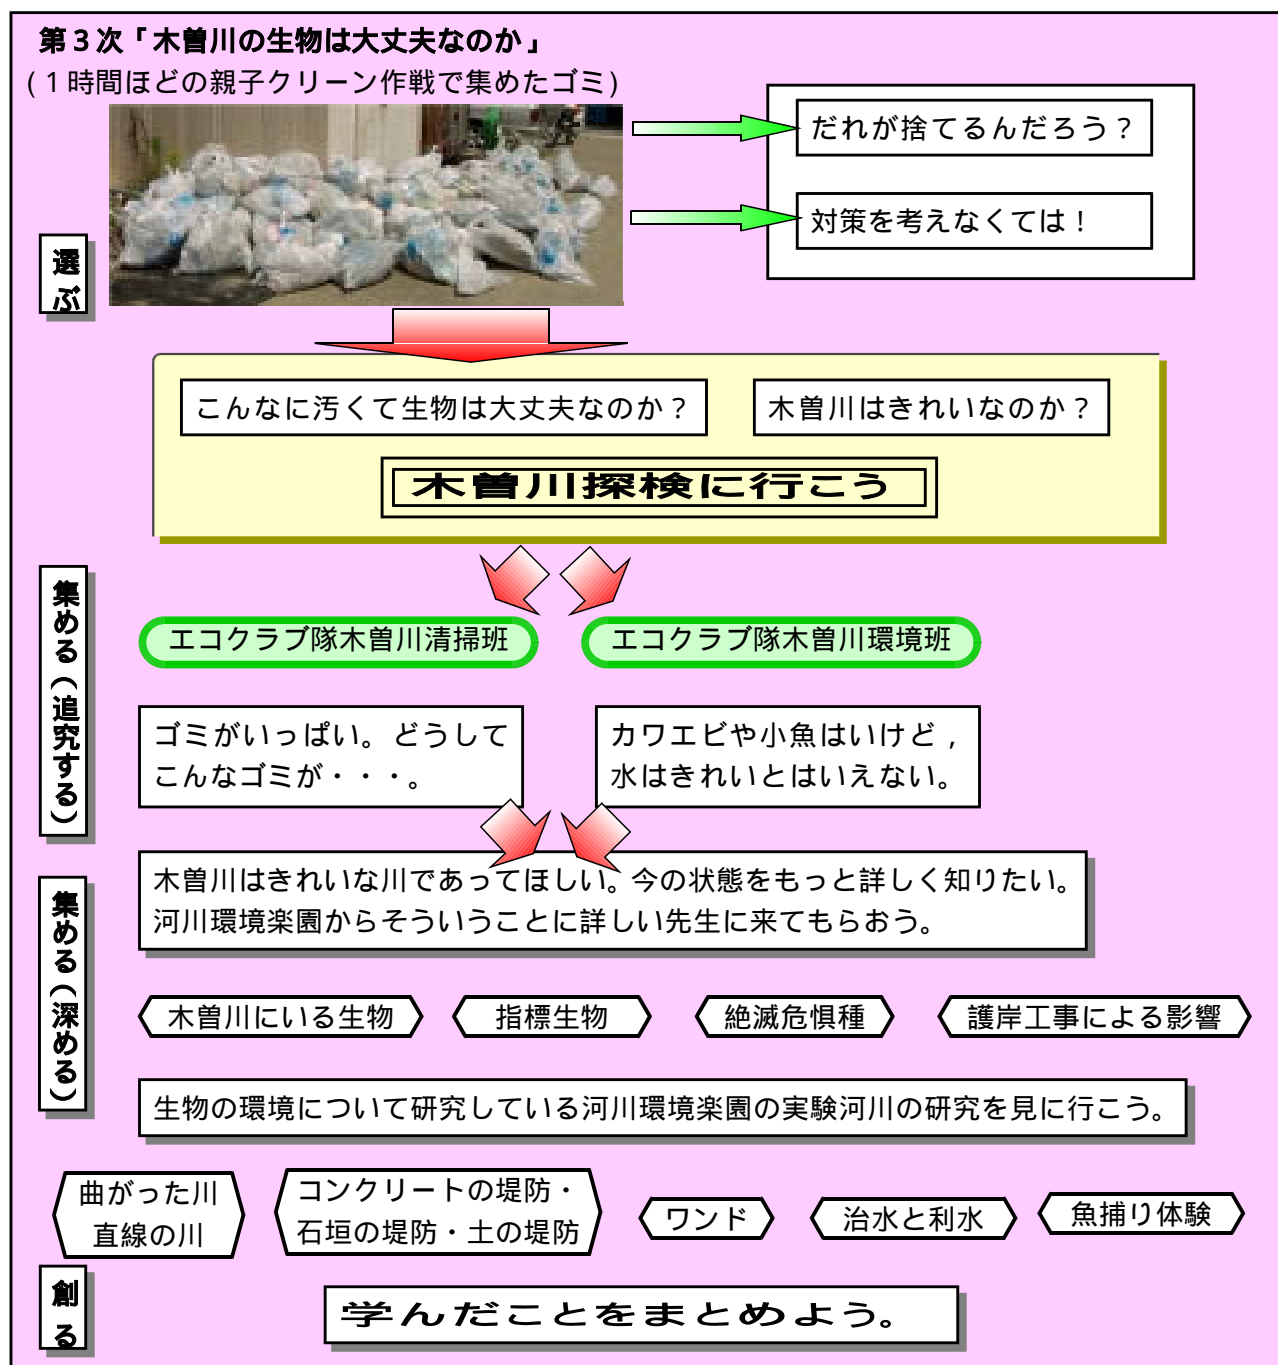 第3次「木曽川の生物は大丈夫なのか」
(1時間ほどの親子クリーン作戦で集めたゴミ)
だれが捨てるんだろう?
対策を考えなくては!
選ぶ
こんなに汚くて生物は大丈夫なのか?
木曽川はきれいなのか?
木曽川探検に行こう
集める(追究する)
エコクラブ隊木曽川清掃班
エコクラブ隊木曽川環境班
ゴミがいっぱい。どうして
こんなゴミが・・・。
カワエビや小魚はいけど,
水はきれいとはいえない。
集める(深める)
木曽川はきれいな川であってほしい。今の状態をもっと詳しく知りたい。
河川環境楽園からそういうことに詳しい先生に来てもらおう。
木曽川にいる生物
指標生物
絶滅危惧種
護岸工事による影響
生物の環境について研究している河川環境楽園の実験河川の研究を見に行こう。
曲がった川
直線の川
コンクリートの堤防・
石垣の堤防・土の堤防
ワンド
治水と利水
魚捕り体験
創る
学んだことをまとめよう。